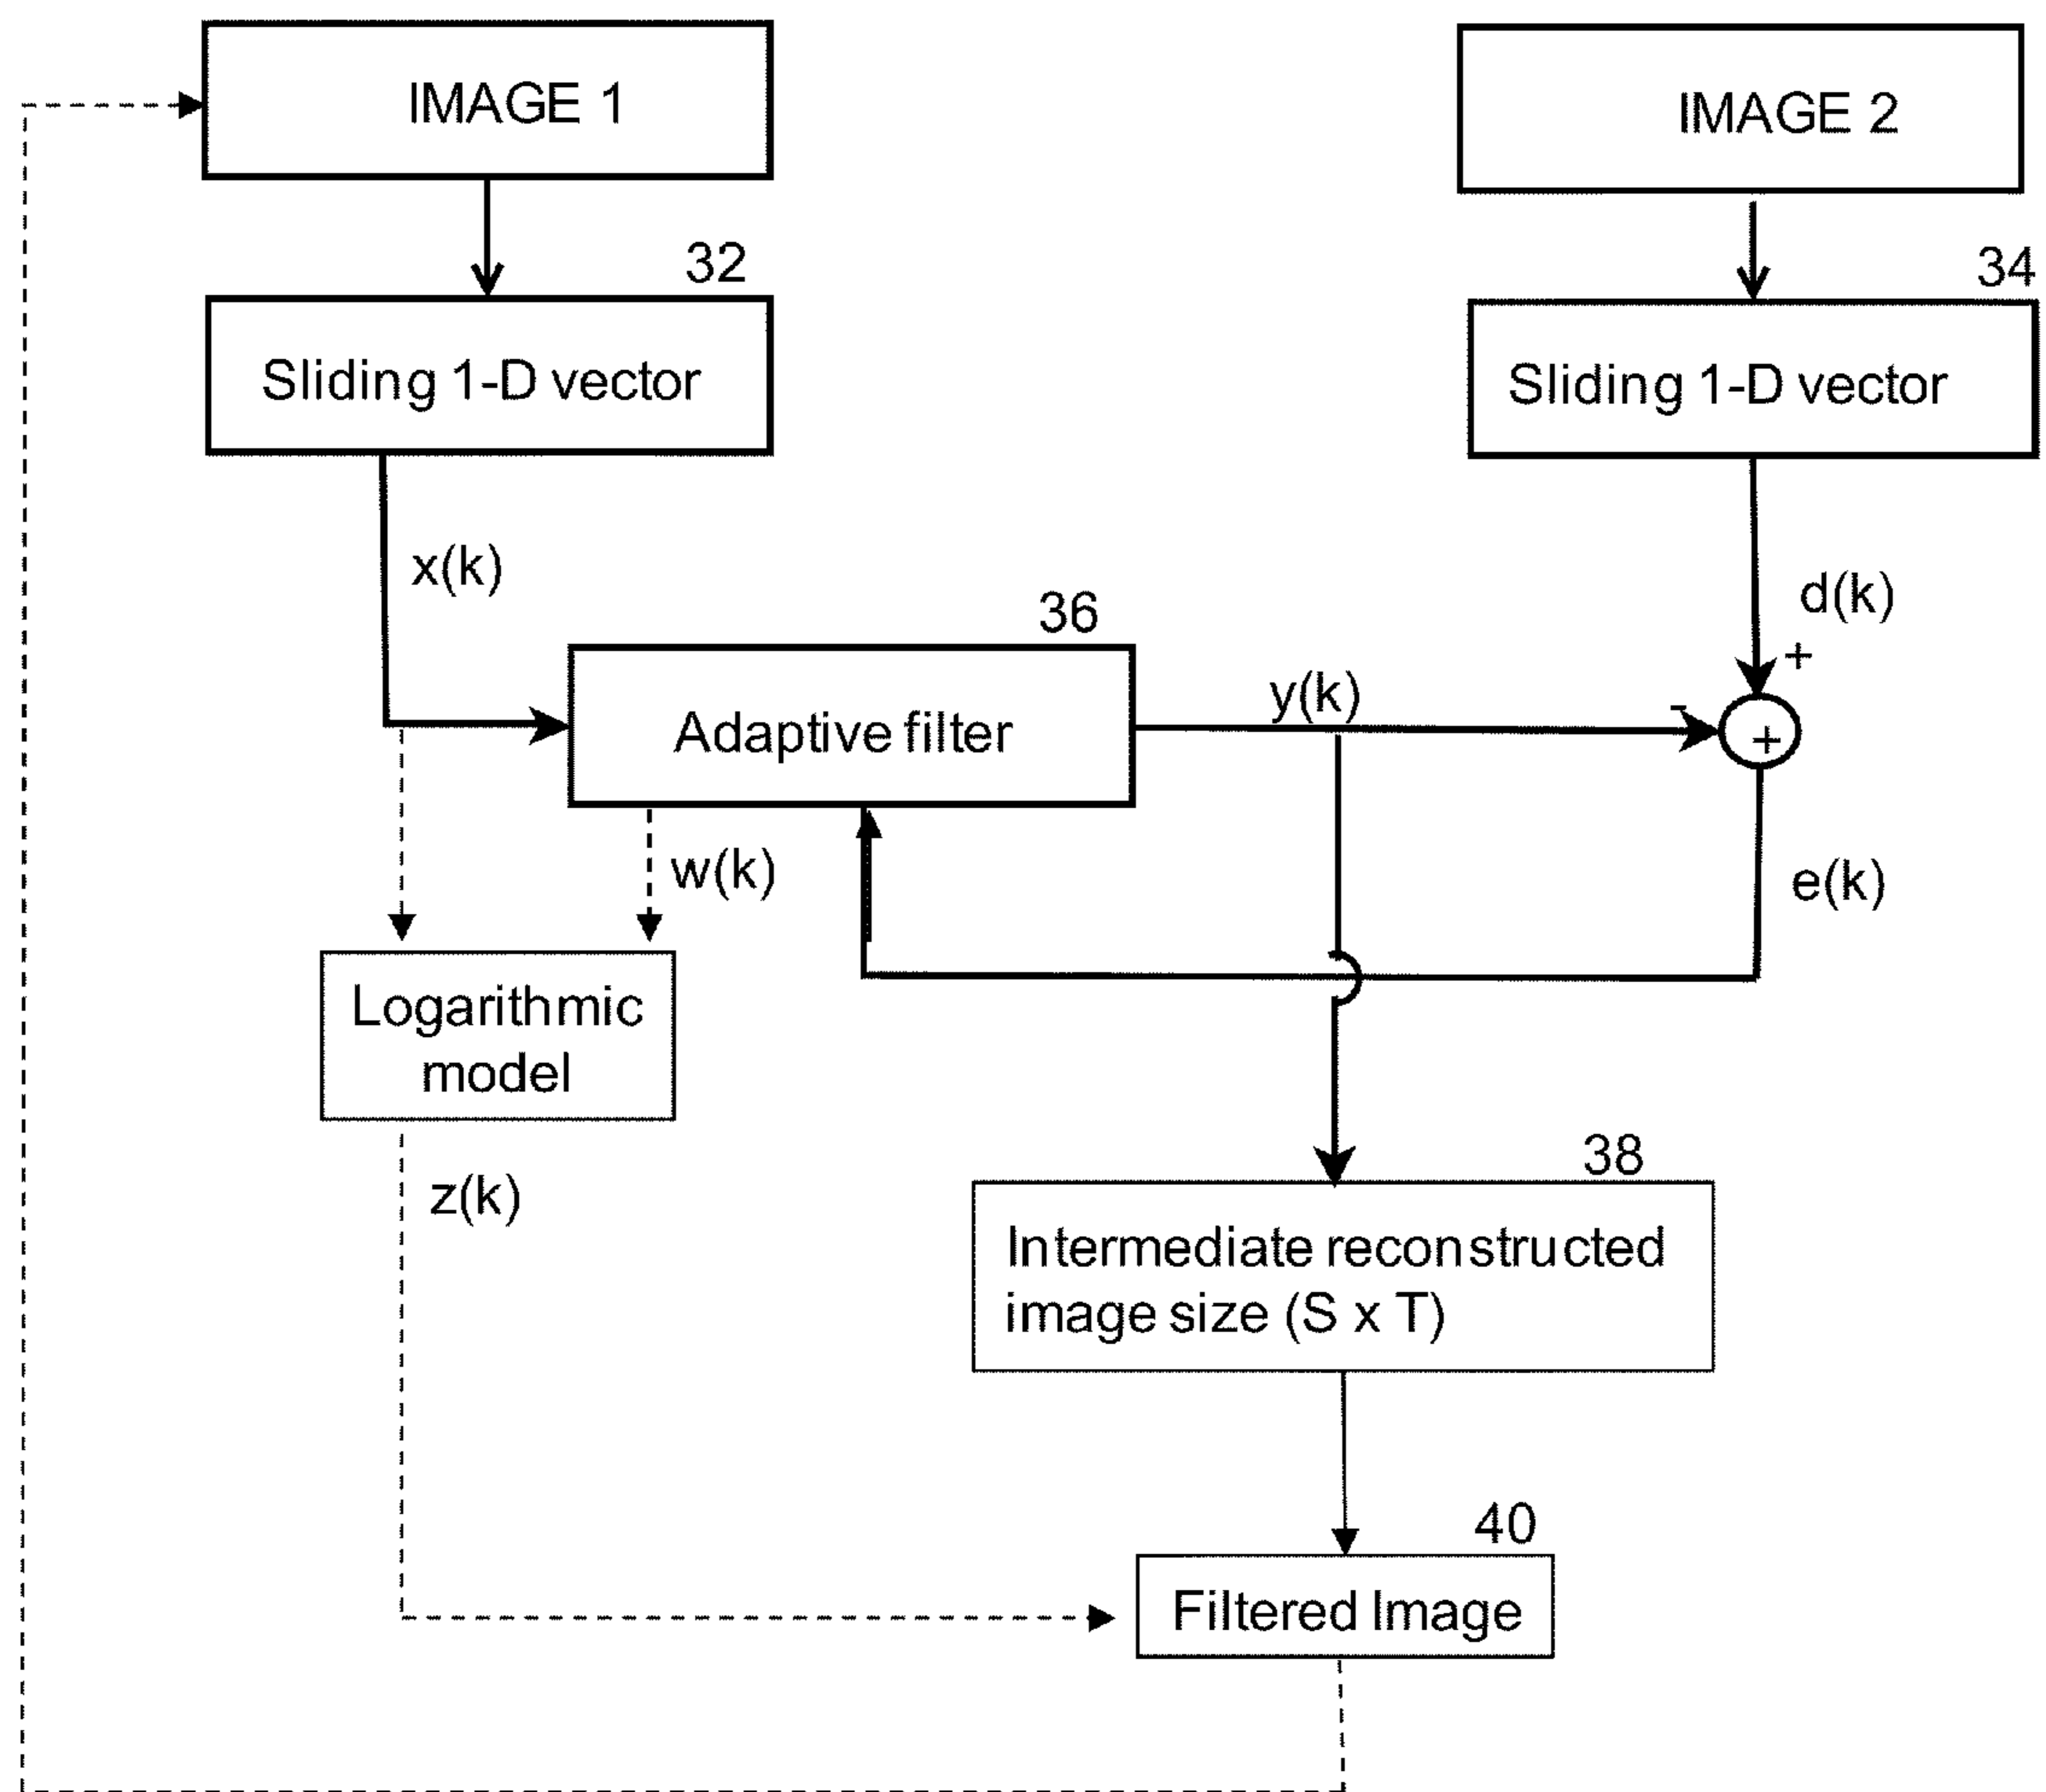 IMAGE 1
IMAGE 2
32
34
Sliding 1-D vector
Sliding 1-D vector
x(k)
d(k)
36
+
Adaptive filter
y(k)
-
+
w(k)
e(k)
Logarithmic
model
z(k)
38
Intermediate reconstructed
image size (S x T)
40
Filtered Image